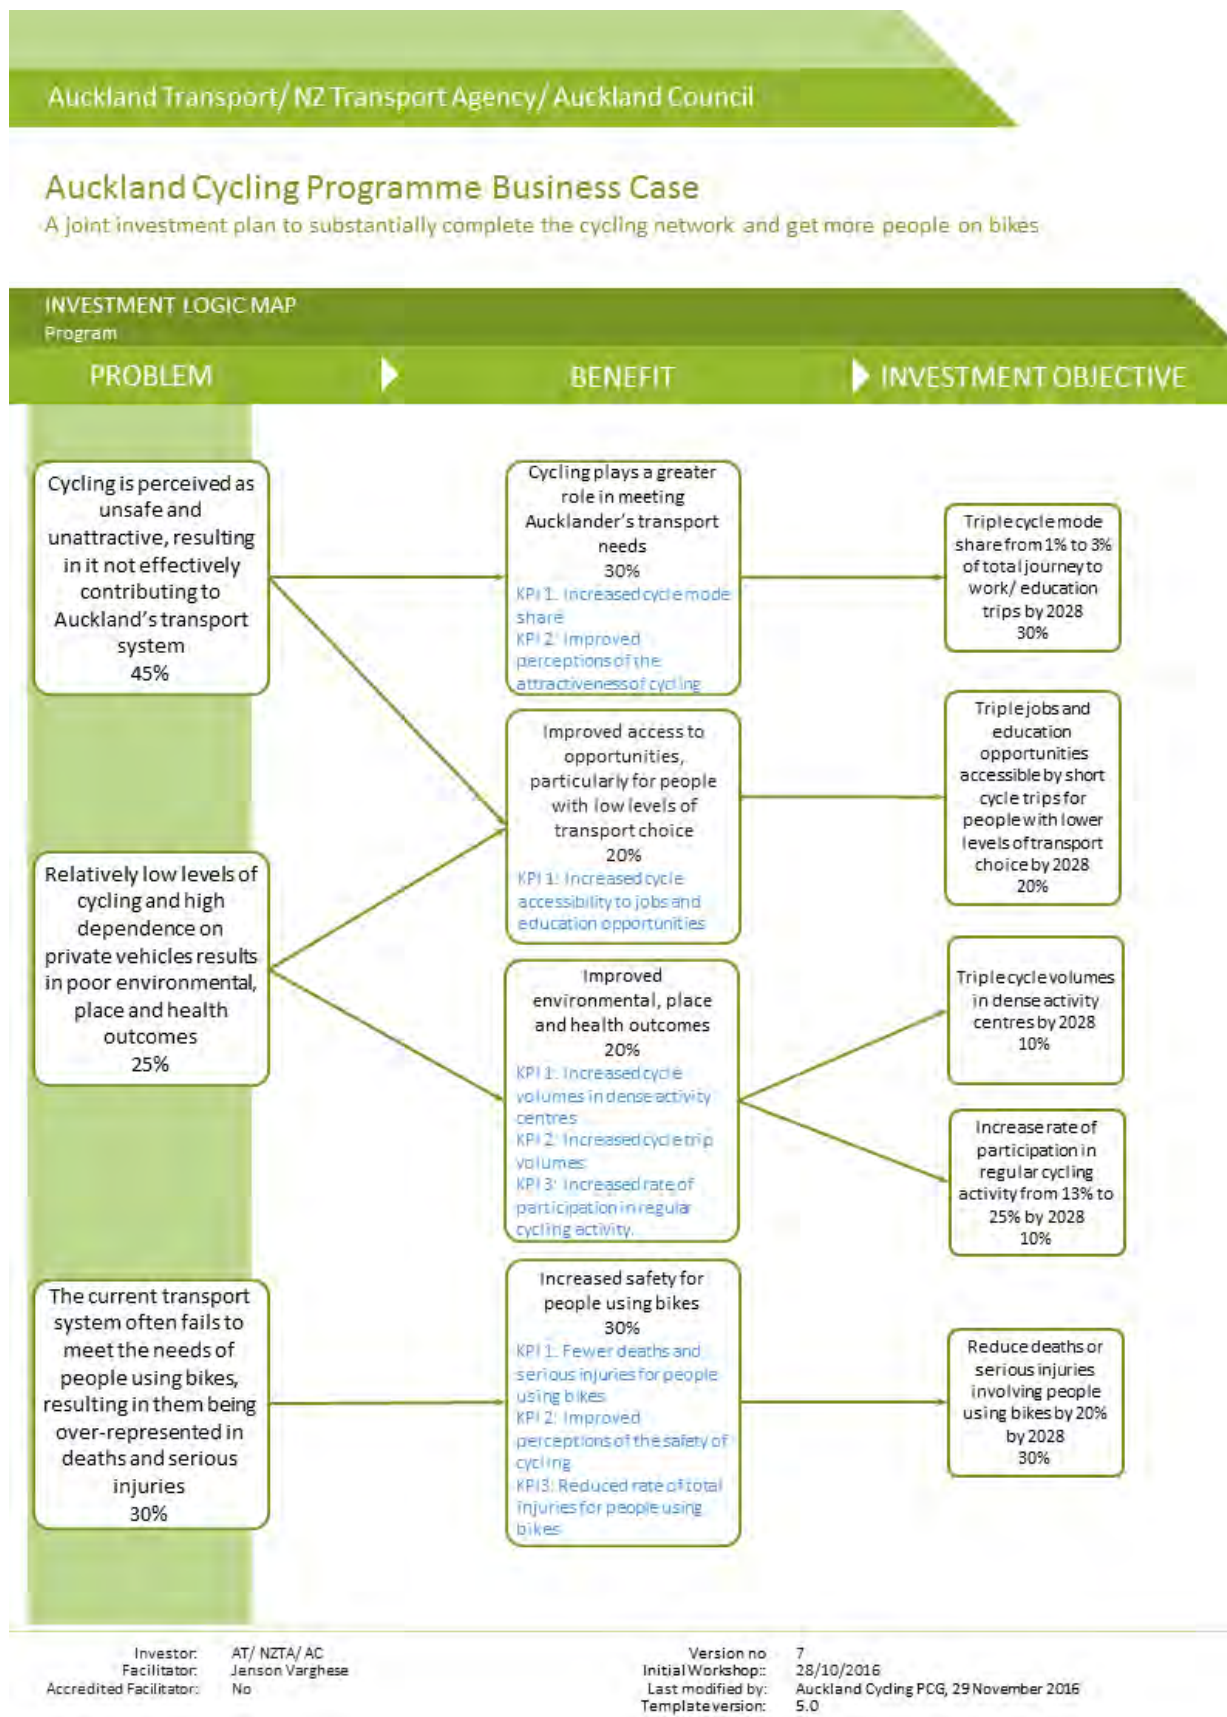 Auckland Transport/ NZ Transport Agency/ Auckland Council
Auckland Cycling Programme Business Case
A joint investment plan to substantially complete the cycling network and get more people on bikes
INVESTMENT LOGIC MAP
Program
PROBLEM
BENEFIT
INVESTMENT OBJECTIVE
Cycling is perceived as
unsafe and
unattractive, resulting
in it not effectively
contributing to
Auckland's transport
system
45%
Relatively low levels of
cycling and high
dependence on
private vehicles results
in poor environmental,
place and health
outcomes
25%
The current transport
system often fails to
meet the needs of
people using bikes,
resulting in them being
over-represented in
deaths and serious
injuries
30%
Cycling plays a greater
role in meeting
Aucklander's transport
needs
30%
KPI 1: Increased cycle mode
share
KPI 2: Improved
perceptions of the
attractiveness of cycling
Improved access to
opportunities,
particularly for people
with low levels of
transport choice
20%
KPI 1: Increased cycle
accessibility to jobs and
education opportunities
Improved
environmental, place
and health outcomes
20%
KPI 1: Increased cycle
volumes in dense activity
centres
KPI 2: Increased cycle trip
volumes
KPI 3: Increased rate of
participation in regular
cycling activity.
Increased safety for
people using bikes
30%
KPI 1: Fewer deaths and
serious injuries for people
using bikes
KPI 2: Improved
perceptions of the safety of
cycling
KPI3: Reduced rate of total
injuries for people using
bikes
Triple cycle mode
share from 1% to 3%
of total journey to
work/ education
trips by 2028
30%
Triple jobs and
education
opportunities
accessible by short
cycle trips for
people with lower
levels of transport
choice by 2028
20%
Triple cycle volumes
in dense activity
centres by 2028
10%
Increase rate of
participation in
regular cycling
activity from 13% to
25% by 2028
10%
Reduce deaths or
serious injuries
involving people
using bikes by 20%
by 2028
30%
Investor: AT/ NZTA/ AC
Facilitator: Jenson Varghese
Accredited Facilitator: No
Version no 7
Initial Workshop:: 28/10/2016
Last modified by: Auckland Cycling PCG, 29 November 2016
Template version: 5.0